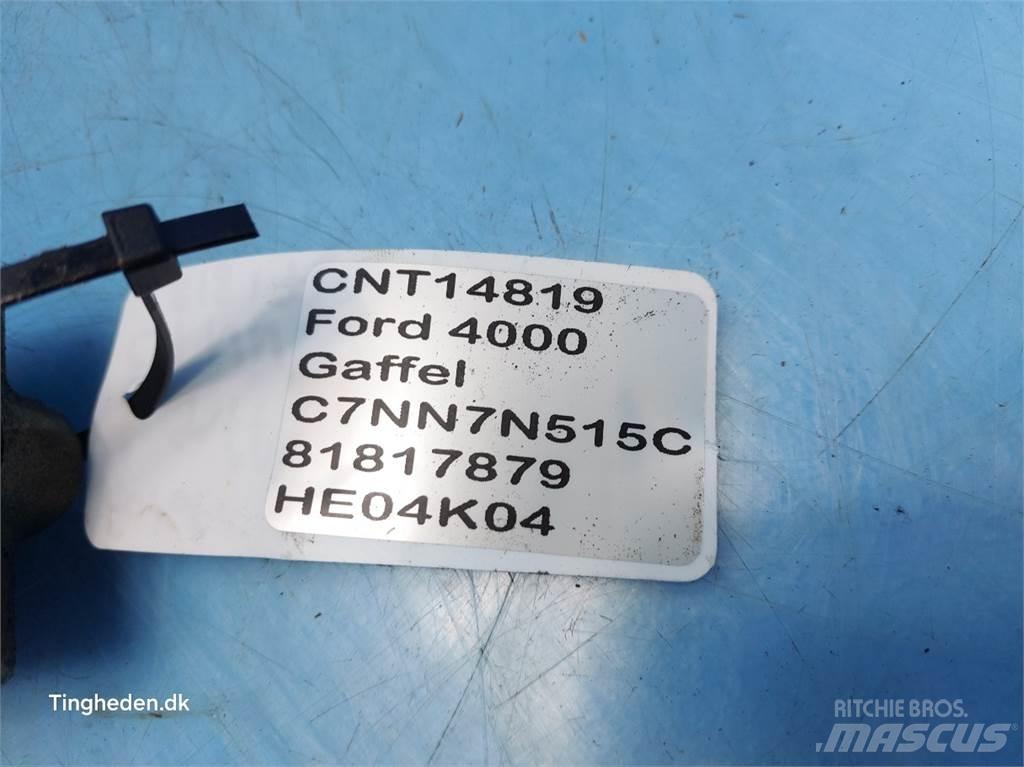 CNT14819
Ford 4000
Gaffel
C7NN7N515C
81817879
HE04K04
Tingheden.dk
RITCHIE BROS.
MASCUS